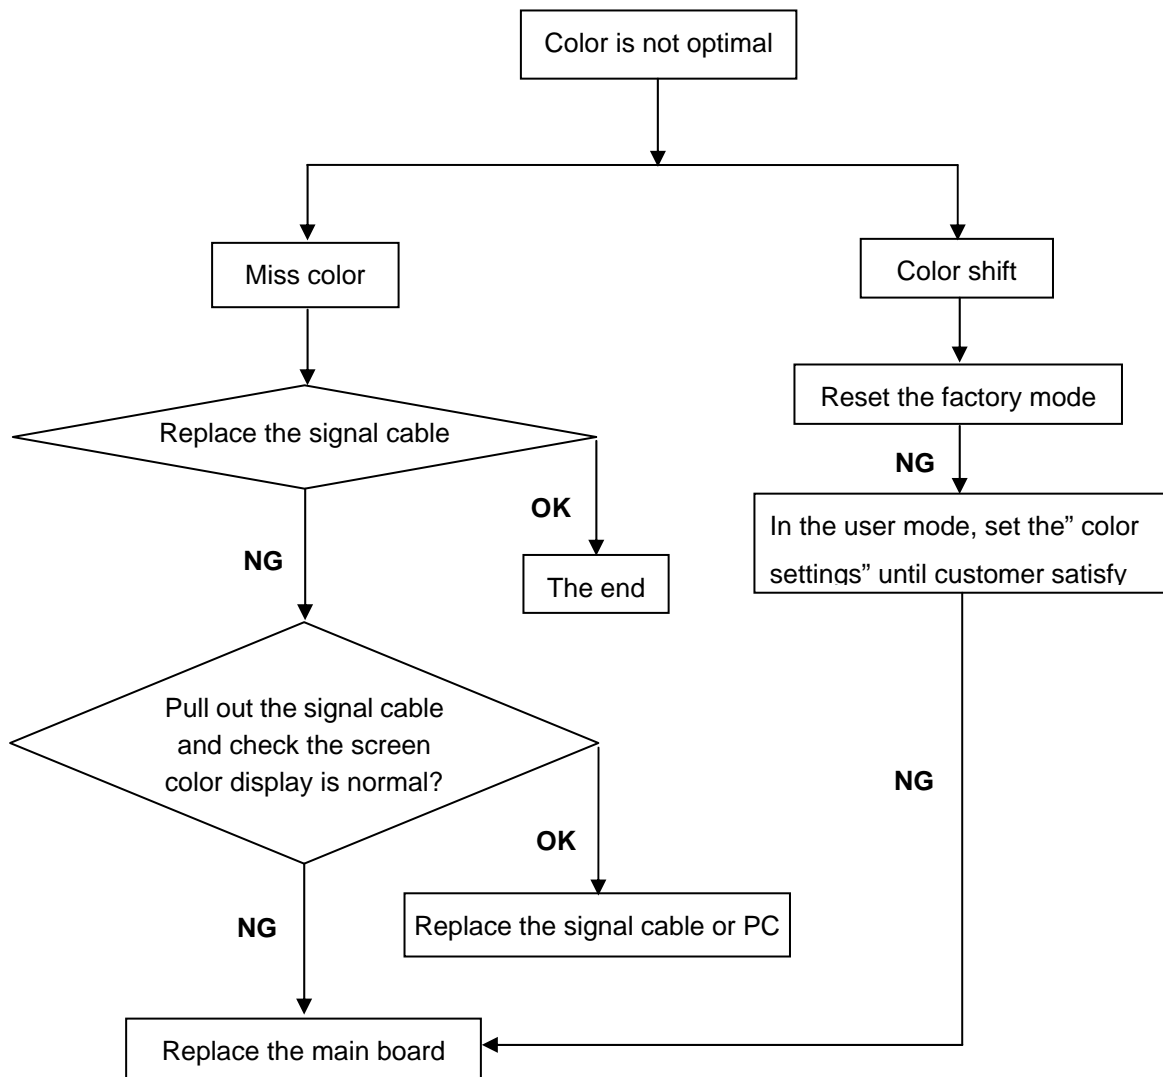 Color is not optimal
Miss color
Color shift
Replace the signal cable
Reset the factory mode
NG
OK
NG
In the user mode, set the” color
settings” until customer satisfy
The end
Pull out the signal cable
and check the screen
color display is normal?
NG
OK
NG
Replace the signal cable or PC
Replace the main board